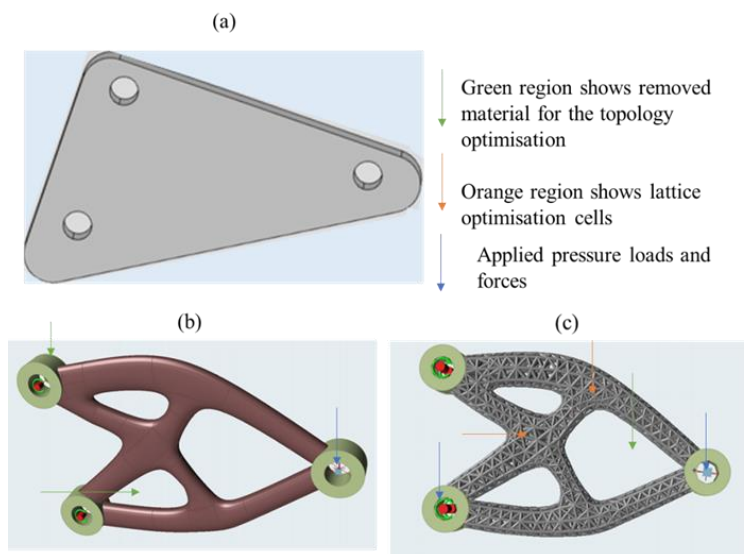 (a)
Green region shows removed
material for the topology
optimisation
Orange region shows lattice
optimisation cells
Applied pressure loads and
forces
(b)
(c)